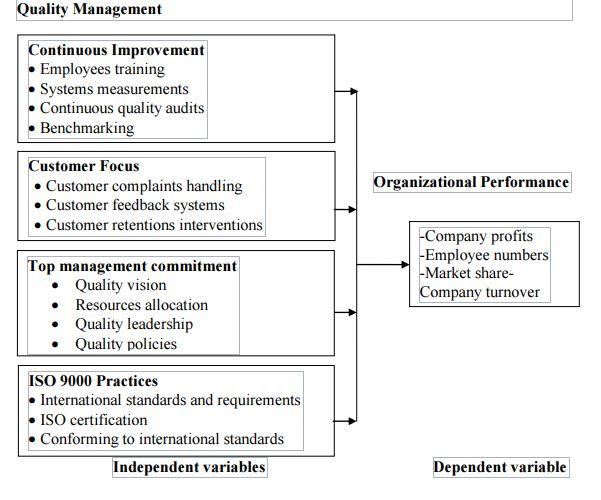 Quality Management
Continuous Improvement
• Employees training
• Systems measurements
• Continuous quality audits
• Benchmarking
Customer Focus
• Customer complaints handling
• Customer feedback systems
• Customer retentions interventions
Top management commitment
• Quality vision
• Resources allocation
• Quality leadership
• Quality policies
ISO 9000 Practices
• International standards and requirements
• ISO certification
• Conforming to international standards
Independent variables
Organizational Performance
-Company profits
-Employee numbers
-Market share-
Company turnover
Dependent variable